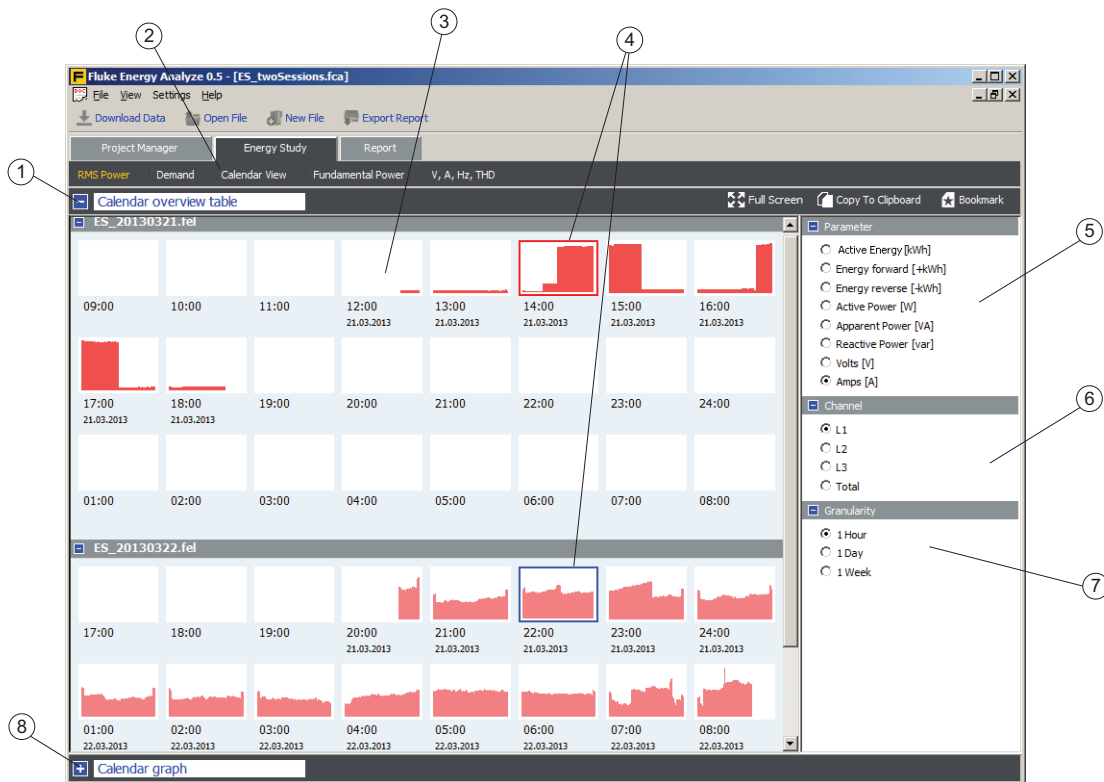 3
2
4
Fluke Energy Analyze 0.5 - [ES_twoSessions.fca]
File View Settings Help
Download Data Open File New File Export Report
Project Manager Energy Study Report
1
RMS Power Demand Calendar View Fundamental Power V, A, Hz, THD
Calendar overview table Full Screen Copy To Clipboard Bookmark
ES_20130321.fel
Parameter
5
Active Energy [kWh]
Energy forward [+kWh]
Energy reverse [-kWh]
Active Power [W]
Apparent Power [VA]
Reactive Power [var]
Volts [V]
Amps [A]
09:00 10:00 11:00 12:00 13:00 14:00 15:00 16:00
21.03.2013 21.03.2013 21.03.2013 21.03.2013 21.03.2013
17:00 18:00 19:00 20:00 21:00 22:00 23:00 24:00
21.03.2013 21.03.2013
6
Channel
L1
L2
L3
Total
01:00 02:00 03:00 04:00 05:00 06:00 07:00 08:00
Granularity
1 Hour
1 Day
1 Week
7
ES_20130322.fel
17:00 18:00 19:00 20:00 21:00 22:00 23:00 24:00
21.03.2013 21.03.2013 21.03.2013 21.03.2013 21.03.2013
01:00 02:00 03:00 04:00 05:00 06:00 07:00 08:00
22.03.2013 22.03.2013 22.03.2013 22.03.2013 22.03.2013 22.03.2013 22.03.2013 22.03.2013
8
Calendar graph